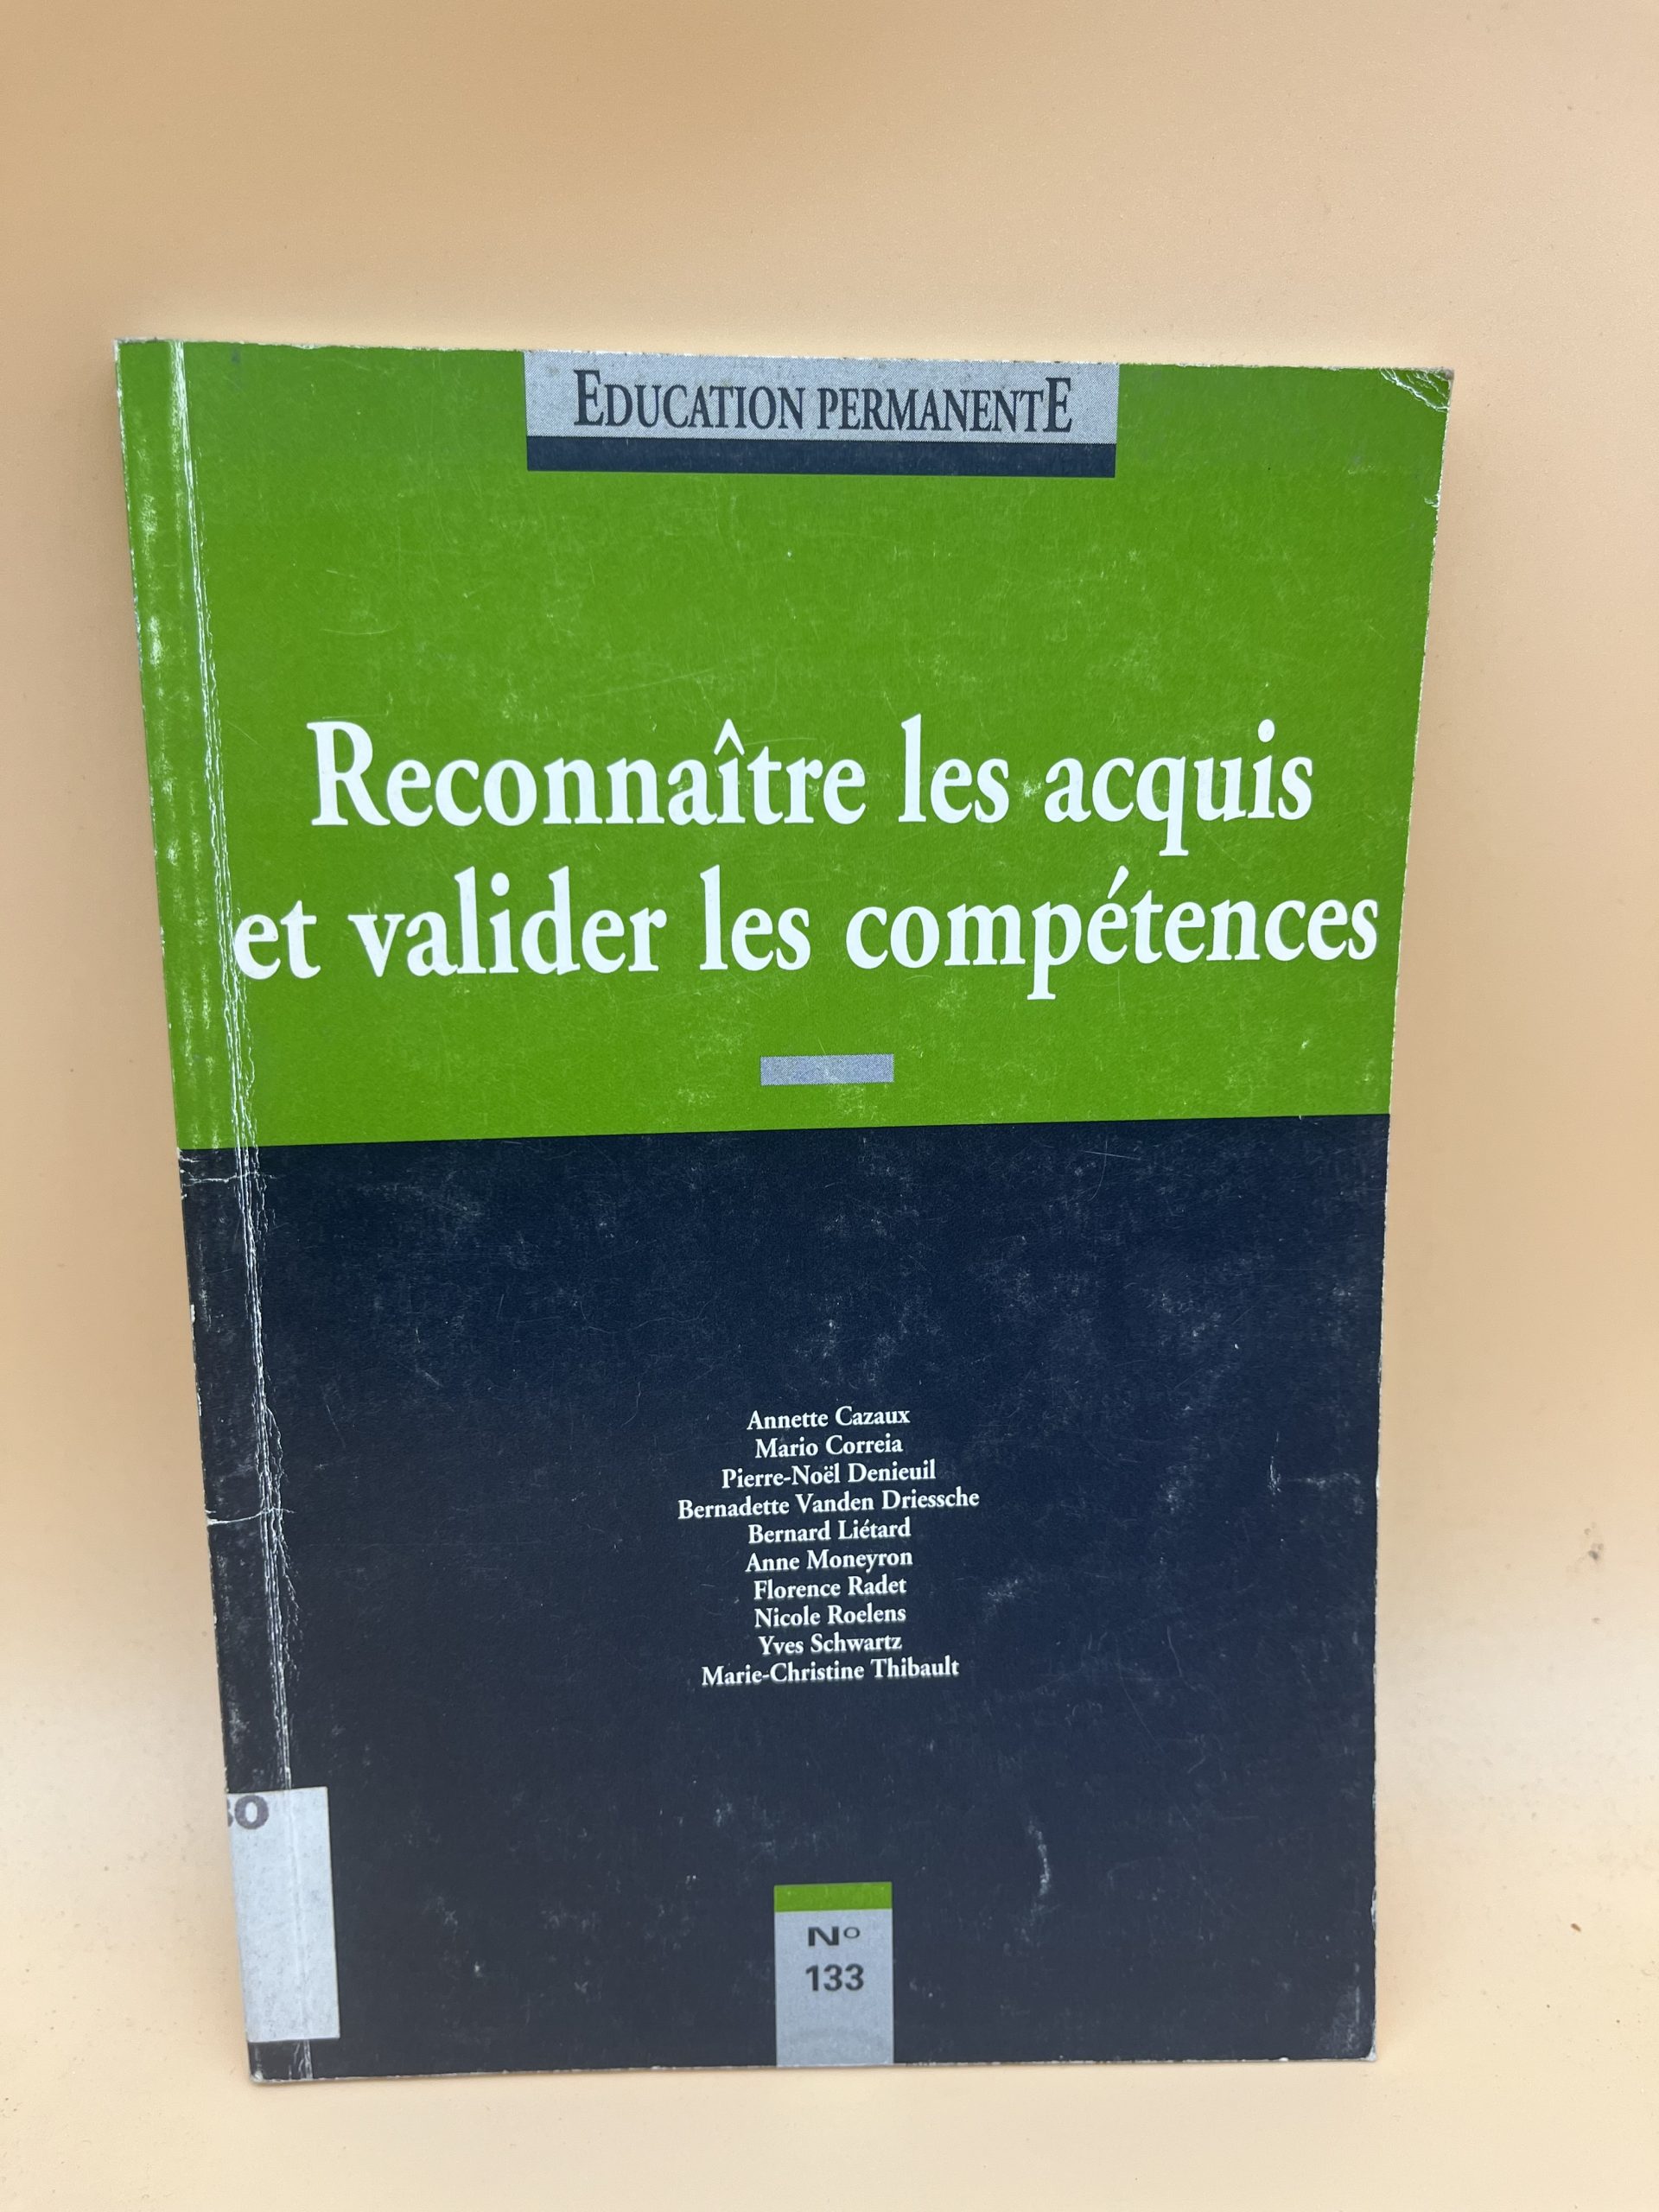 EDUCATION PERMANENTE
Reconnaître les acquis
et valider les compétences
Annette Cazaux
Mario Correia
Pierre-Noël Denieuil
Bernadette Vanden Driessche
Bernard Liétard
Anne Moneyron
Florence Radet
Nicole Roelens
Yves Schwartz
Marie-Christine Thibault
Nº
133